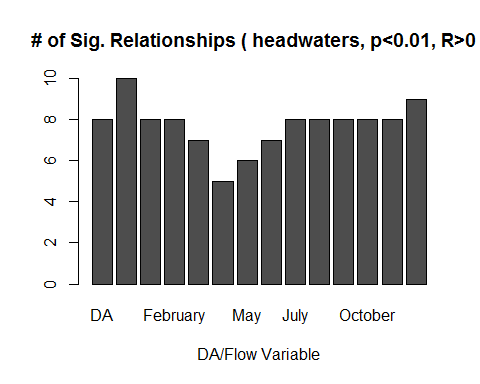 # of Sig. Relationships ( headwaters, p<0.01, R>0
10
8
6
4
2
0
DA February May July October
DA/Flow Variable